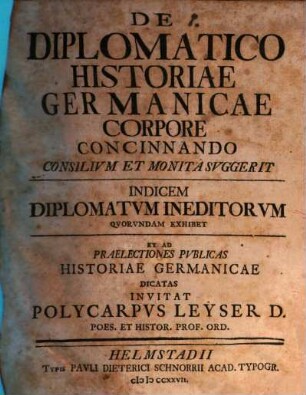 DE
DIPLOMATICO
HISTORIAE
GERMANICAE
CORPORE
CONCINNANDO
CONSILIVM ET MONITA SVGGERIT
INDICEM
DIPLOMATVM INEDITORVM
QVORVNDAM EXHIBET
ET AD
PRAELECTIONES PVBLICAS
HISTORIAE GERMANICAE
DICATAS
INVITAT
POLYCARPVS LEYSER D.
POES. ET HISTOR. PROF. ORD.
HELMSTADII
Typis PAVLI DIETERICI SCHNORRII ACAD. TYPOGR.
cIↄ Iↄ ccxxvii.